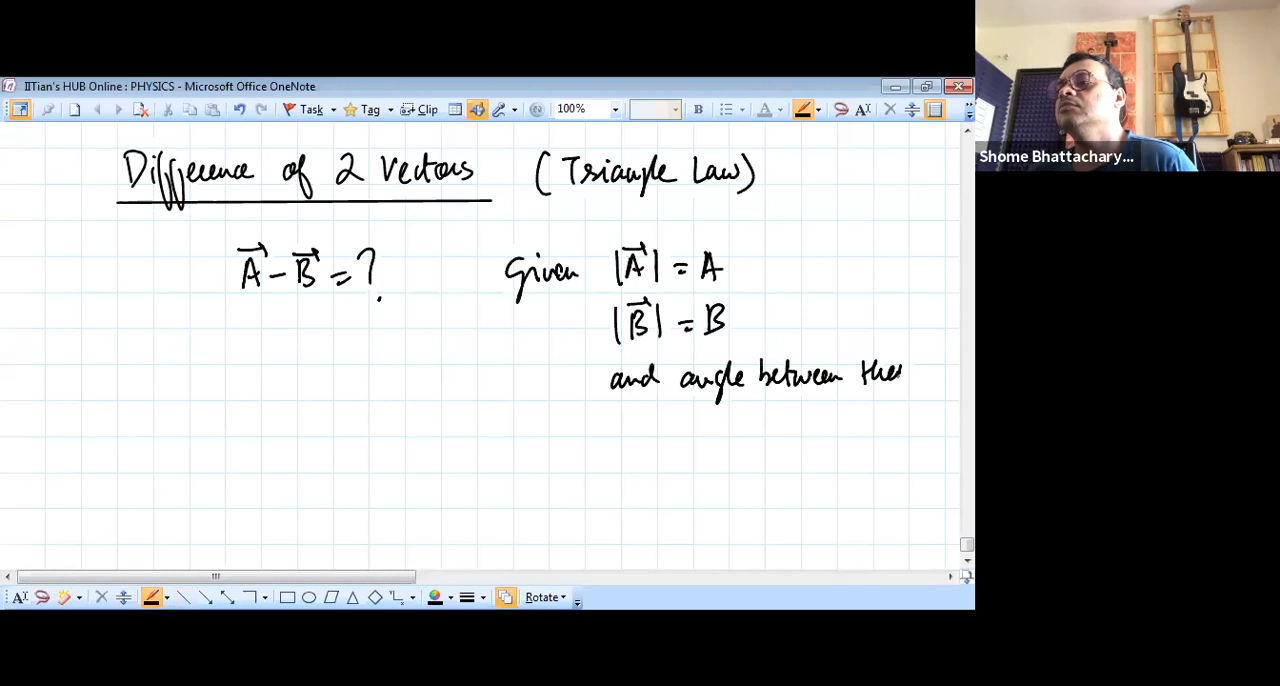 IITian's HUB Online : PHYSICS - Microsoft Office OneNote
Task Tag Clip 100% B A
Shome Bhattachary...
Difference of 2 Vectors (Triangle Law)
A⃗ - B⃗ = ? Given |A⃗| = A
|B⃗| = B
and angle between
Rotate